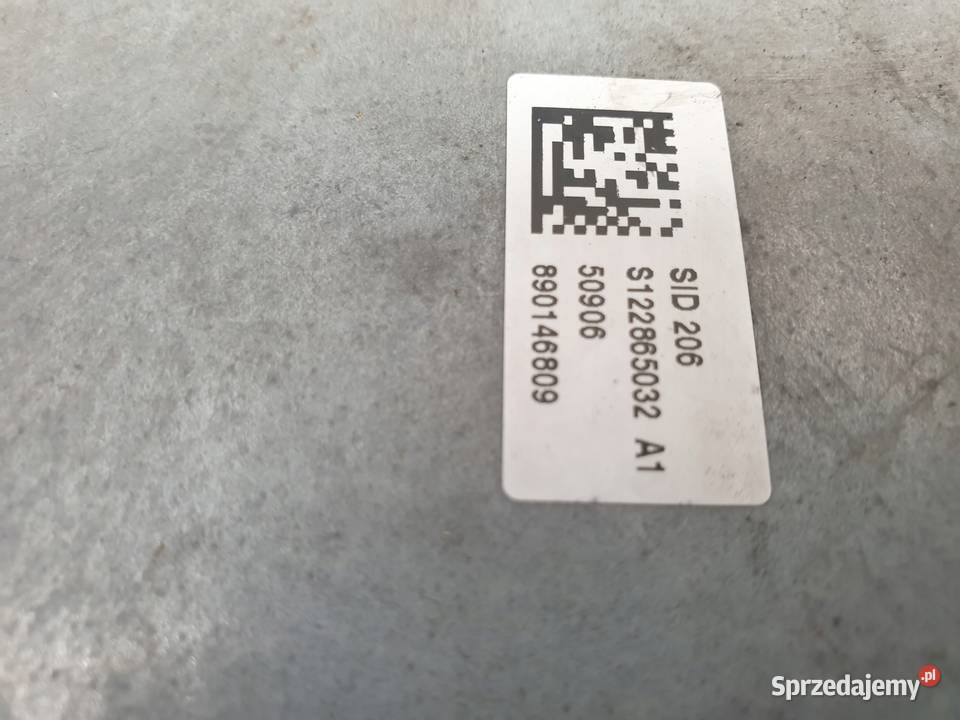 SID 206
S122865032 A1
50906
890146809
Sprzedajemy.pl